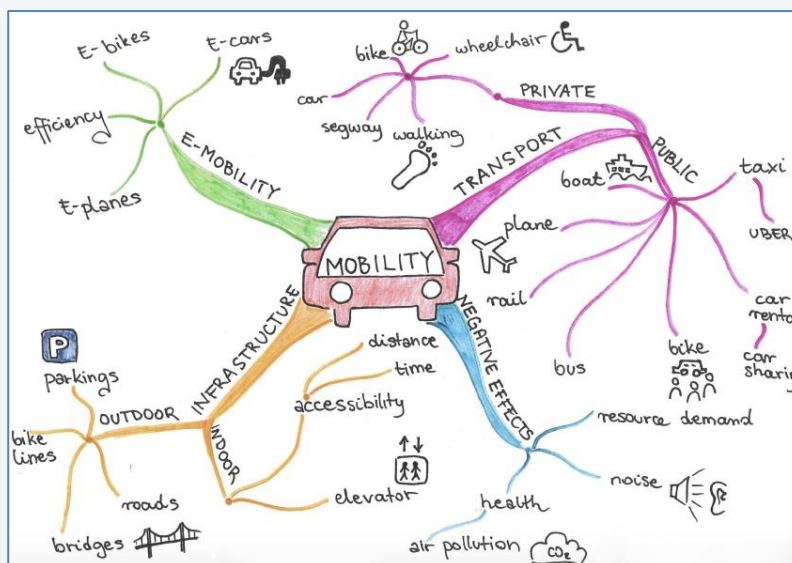 MOBILITY
E-MOBILITY
E-bikes
E-cars
efficiency
E-planes
TRANSPORT
PRIVATE
bike
wheelchair
car
segway
walking
PUBLIC
boat
taxi
UBER
plane
rail
bus
bike
car
renta
car
sharing
NEGATIVE EFFECTS
resource demand
noise
health
air pollution
CO2
INFRASTRUCTURE
OUTDOOR
P
parkings
bike
lines
roads
bridges
INDOOR
accessibility
distance
time
elevator